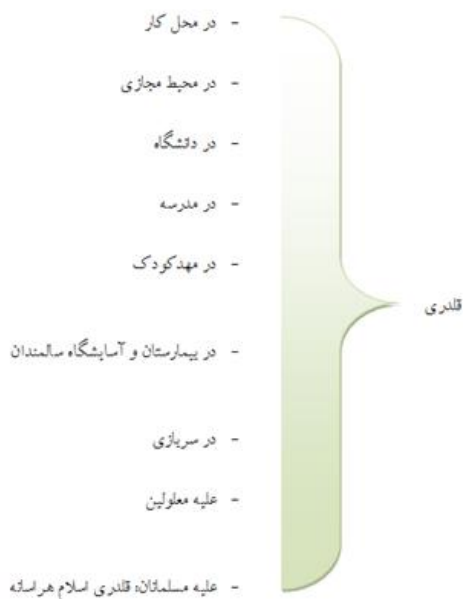 قلدری
- در محل کار
- در محیط مجازی
- در دانشگاه
- در مدرسه
- در مهدکودک
- در بیمارستان و آسایشگاه سالمندان
- در سربازی
- علیه معلولین
- علیه مسلمانان: قلدری اسلام هراسانه